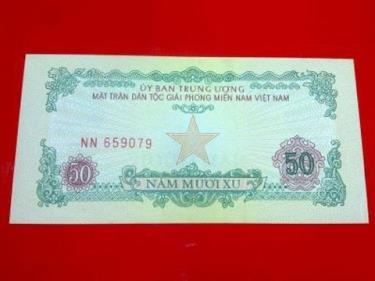 ỦY BAN TRUNG ƯƠNG
MẶT TRẬN DÂN TỘC GIẢI PHÓNG MIỀN NAM VIỆT NAM
NN 659079
50
50
NĂM MƯƠI XU